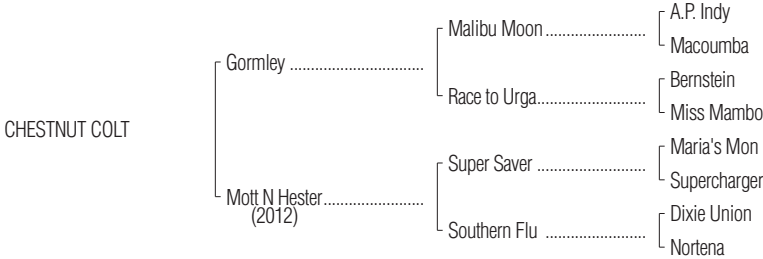 A.P. Indy
Malibu Moon ........................
Macoumba
Gormley ................................
Bernstein
Race to Urga..........................
Miss Mambo
CHESTNUT COLT
Maria's Mon
Super Saver ..........................
Supercharger
Mott N Hester........................
(2012)
Dixie Union
Southern Flu ........................
Nortena